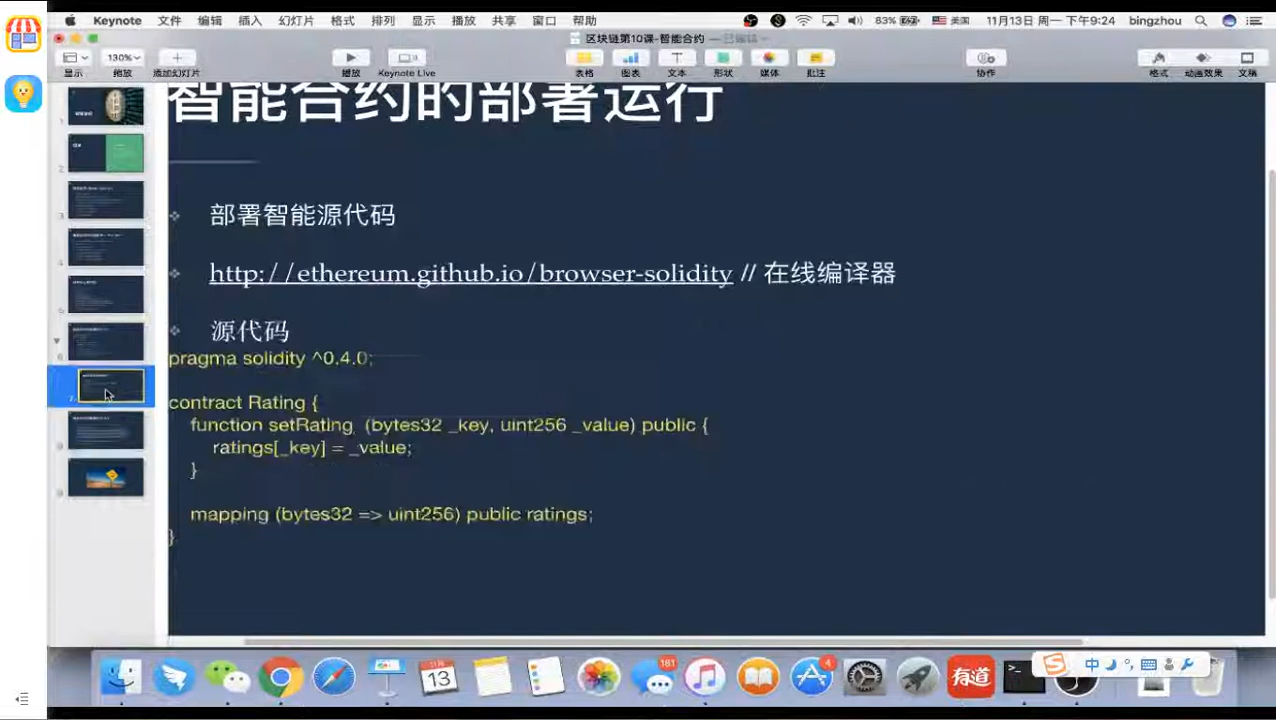 Keynote 文件 编辑 插入 幻灯片 格式 排列 显示 播放 共享 窗口 帮助 83% 美国 11月13日 周一 下午9:24 bingzhou
区块链第10课-智能合约 — 已编辑
130%
显示 缩放 添加幻灯片 播放 Keynote Live 表格 图表 文本 形状 媒体 批注 协作 格式 动画效果 文稿
智能合约的部署运行
部署智能源代码
http://ethereum.github.io/browser-solidity // 在线编译器
源代码
pragma solidity ^0.4.0;
contract Rating {
function setRating (bytes32 _key, uint256 _value) public {
ratings[_key] = _value;
}
mapping (bytes32 => uint256) public ratings;
}
181
4
13
有道
中